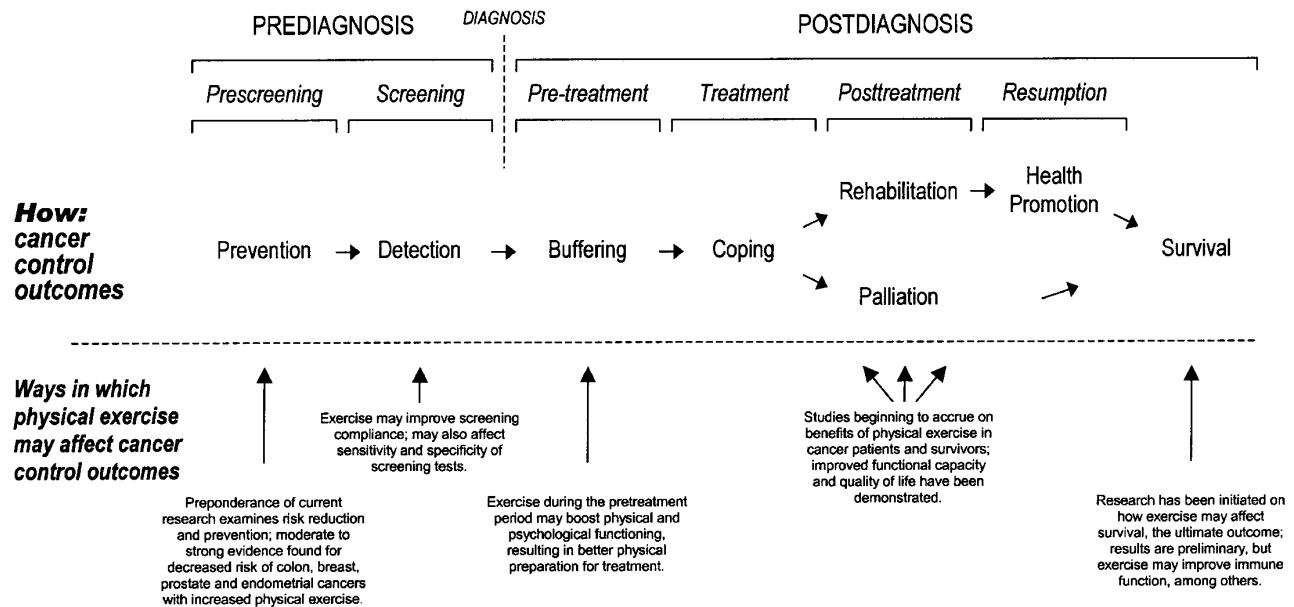 PREDIAGNOSIS
DIAGNOSIS
POSTDIAGNOSIS
Prescreening
Screening
Pre-treatment
Treatment
Posttreatment
Resumption
How:
cancer
control
outcomes
Prevention
Detection
Buffering
Coping
Rehabilitation
Health
Promotion
Palliation
Survival
Ways in which
physical exercise
may affect cancer
control outcomes
Preponderance of current
research examines risk reduction
and prevention; moderate to
strong evidence found for
decreased risk of colon, breast,
prostate and endometrial cancers
with increased physical exercise.
Exercise may improve screening
compliance; may also affect
sensitivity and specificity of
screening tests.
Exercise during the pretreatment
period may boost physical and
psychological functioning,
resulting in better physical
preparation for treatment.
Studies beginning to accrue on
benefits of physical exercise in
cancer patients and survivors;
improved functional capacity
and quality of life have been
demonstrated.
Research has been initiated on
how exercise may affect
survival, the ultimate outcome;
results are preliminary, but
exercise may improve immune
function, among others.